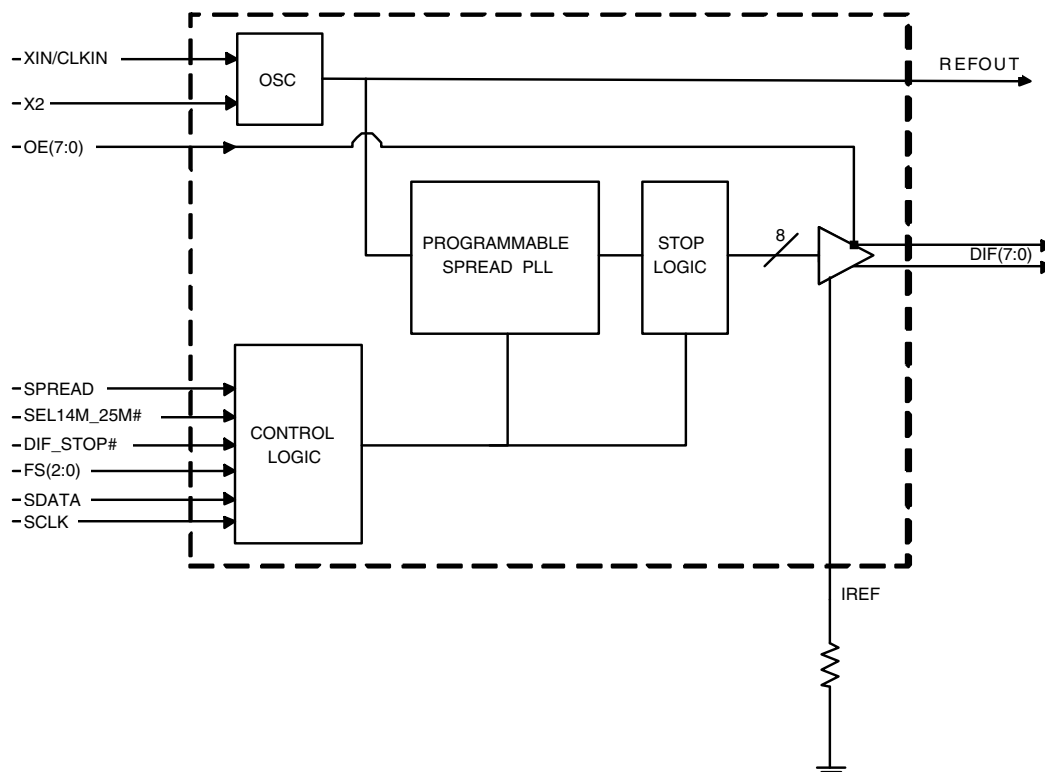 XIN/CLKIN
OSC
REFOUT
X2
OE(7:0)
PROGRAMMABLE
SPREAD PLL
STOP
LOGIC
8
DIF(7:0)
SPREAD
SEL14M_25M#
DIF_STOP#
FS(2:0)
SDATA
SCLK
CONTROL
LOGIC
IREF